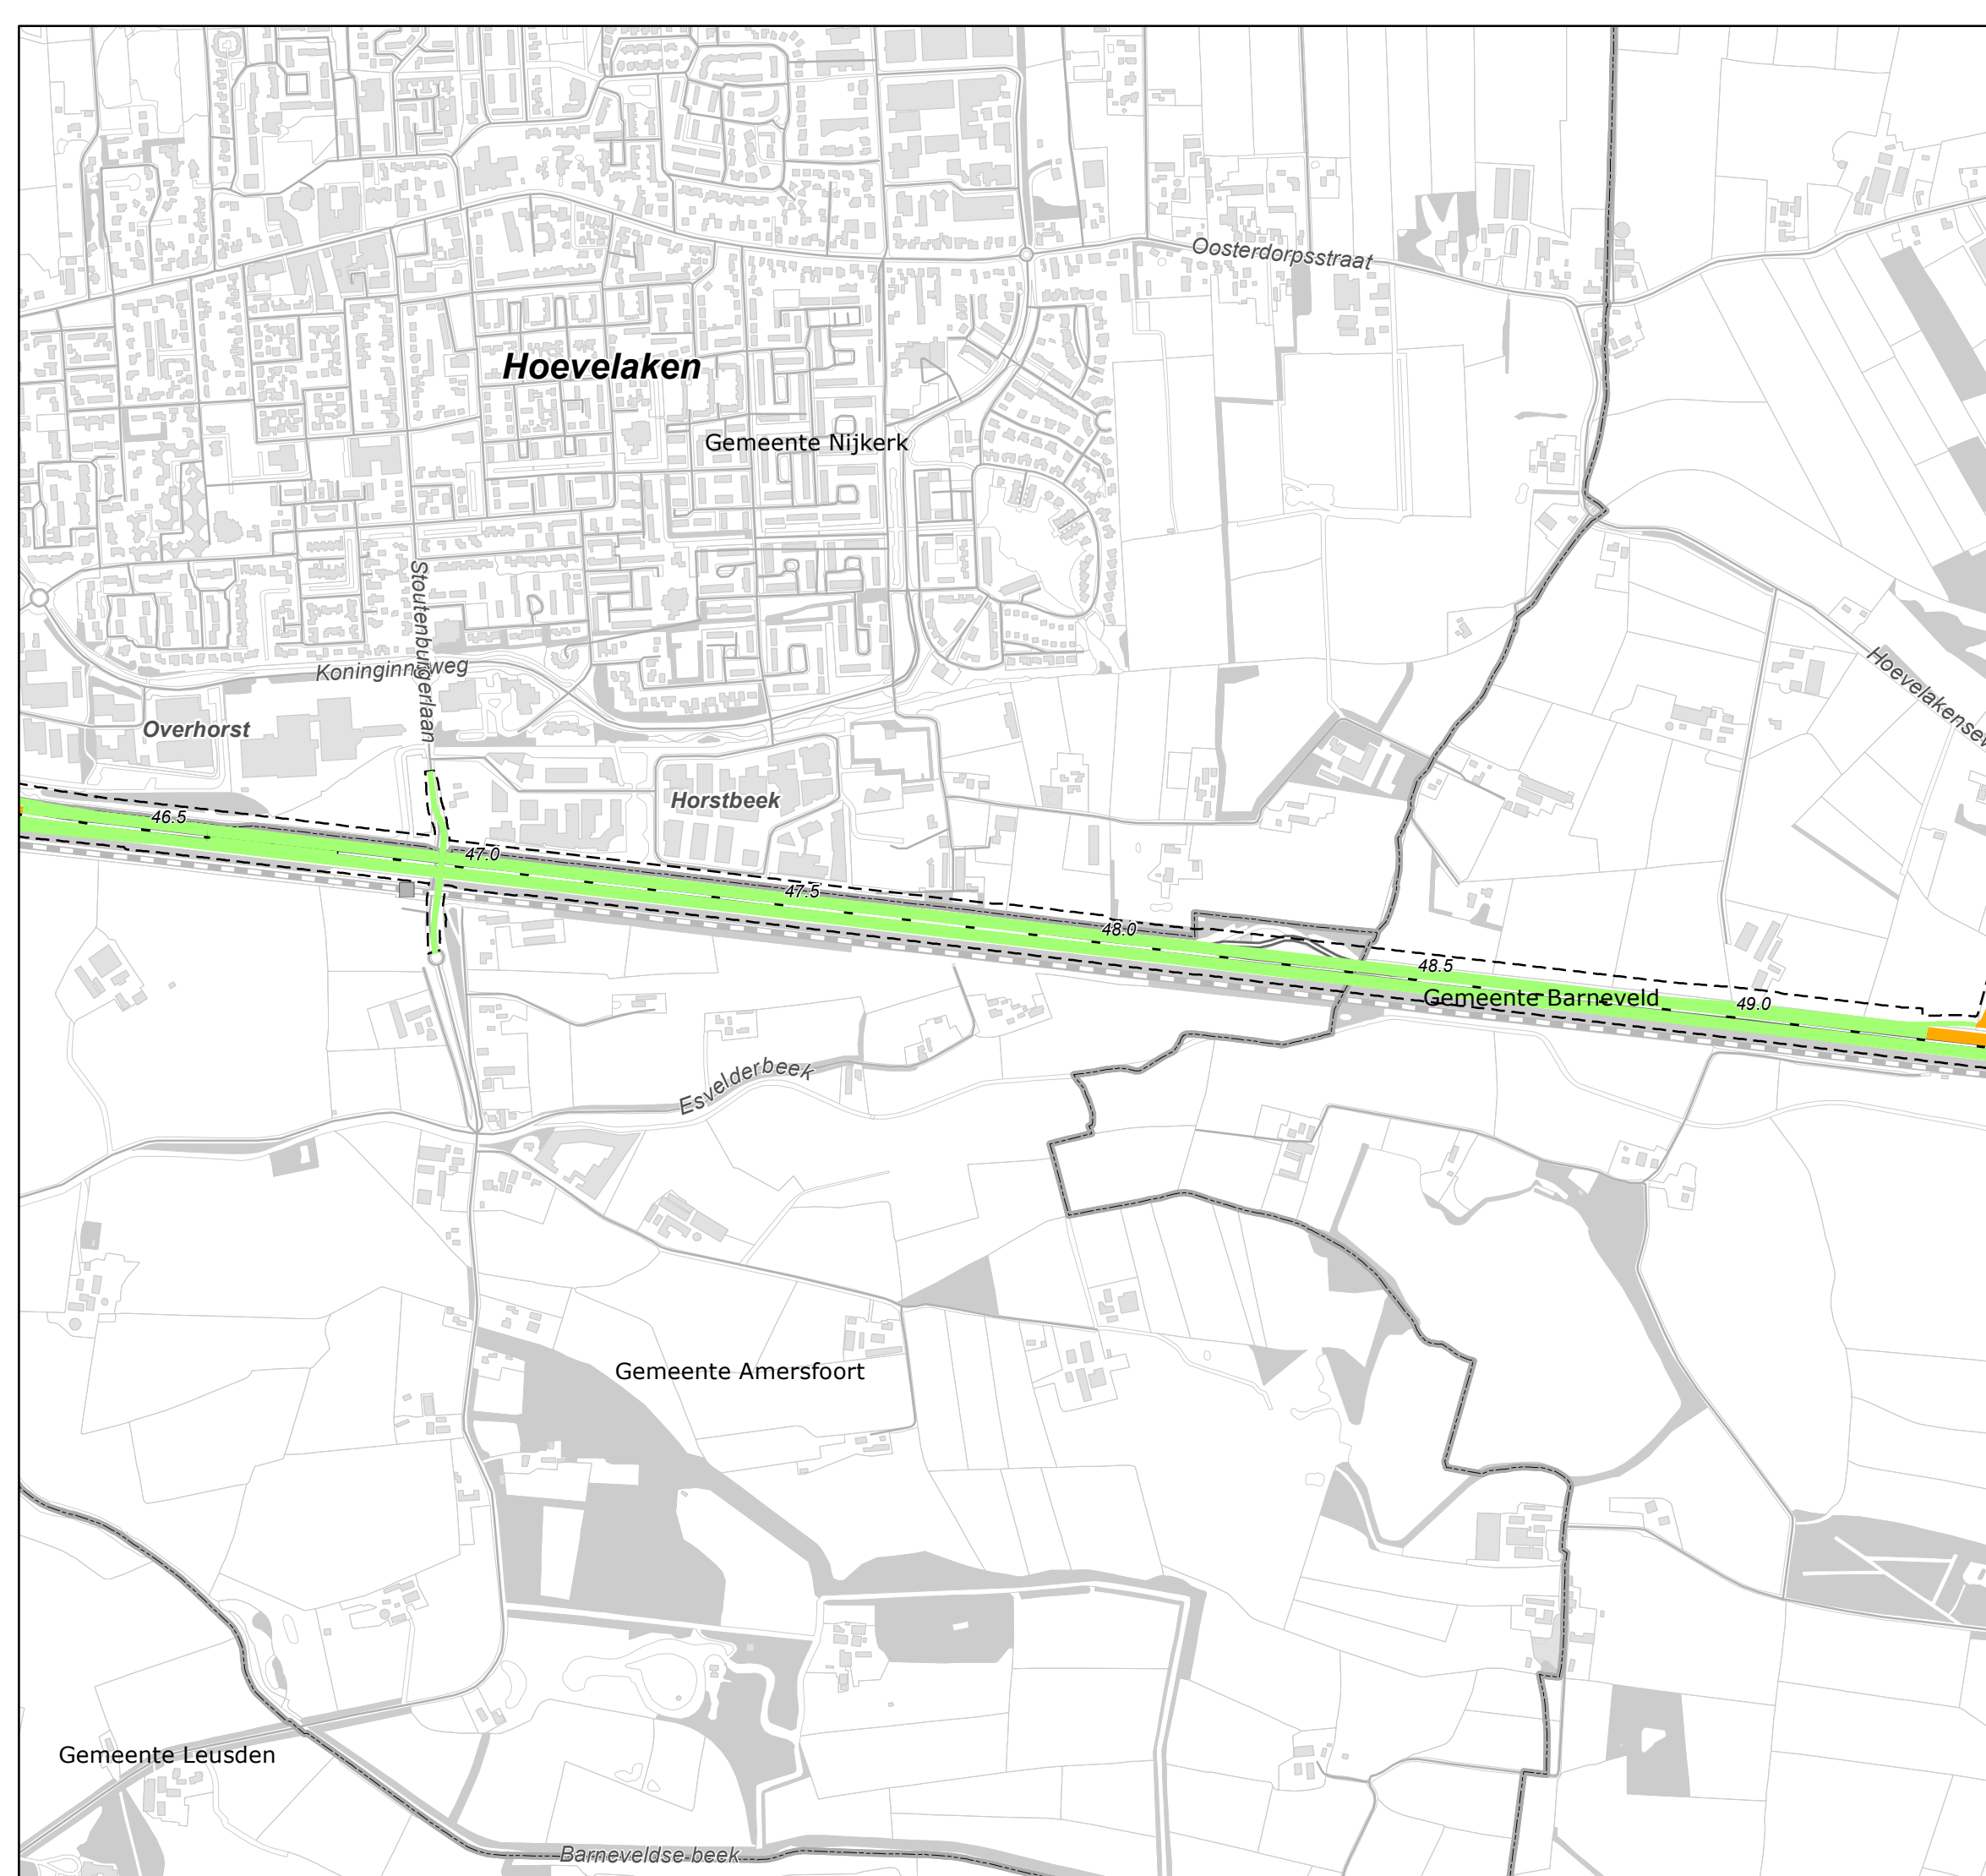 Oosterdorpsstraat
Hoevelaken
Gemeente Nijkerk
Stoutenburgerlaan
Koninginneweg
Overhorst
Horstbeek
46.5
47.0
47.5
48.0
48.5
49.0
Gemeente Barneveld
Esvelderbeek
Gemeente Amersfoort
Gemeente Leusden
Barneveldse beek